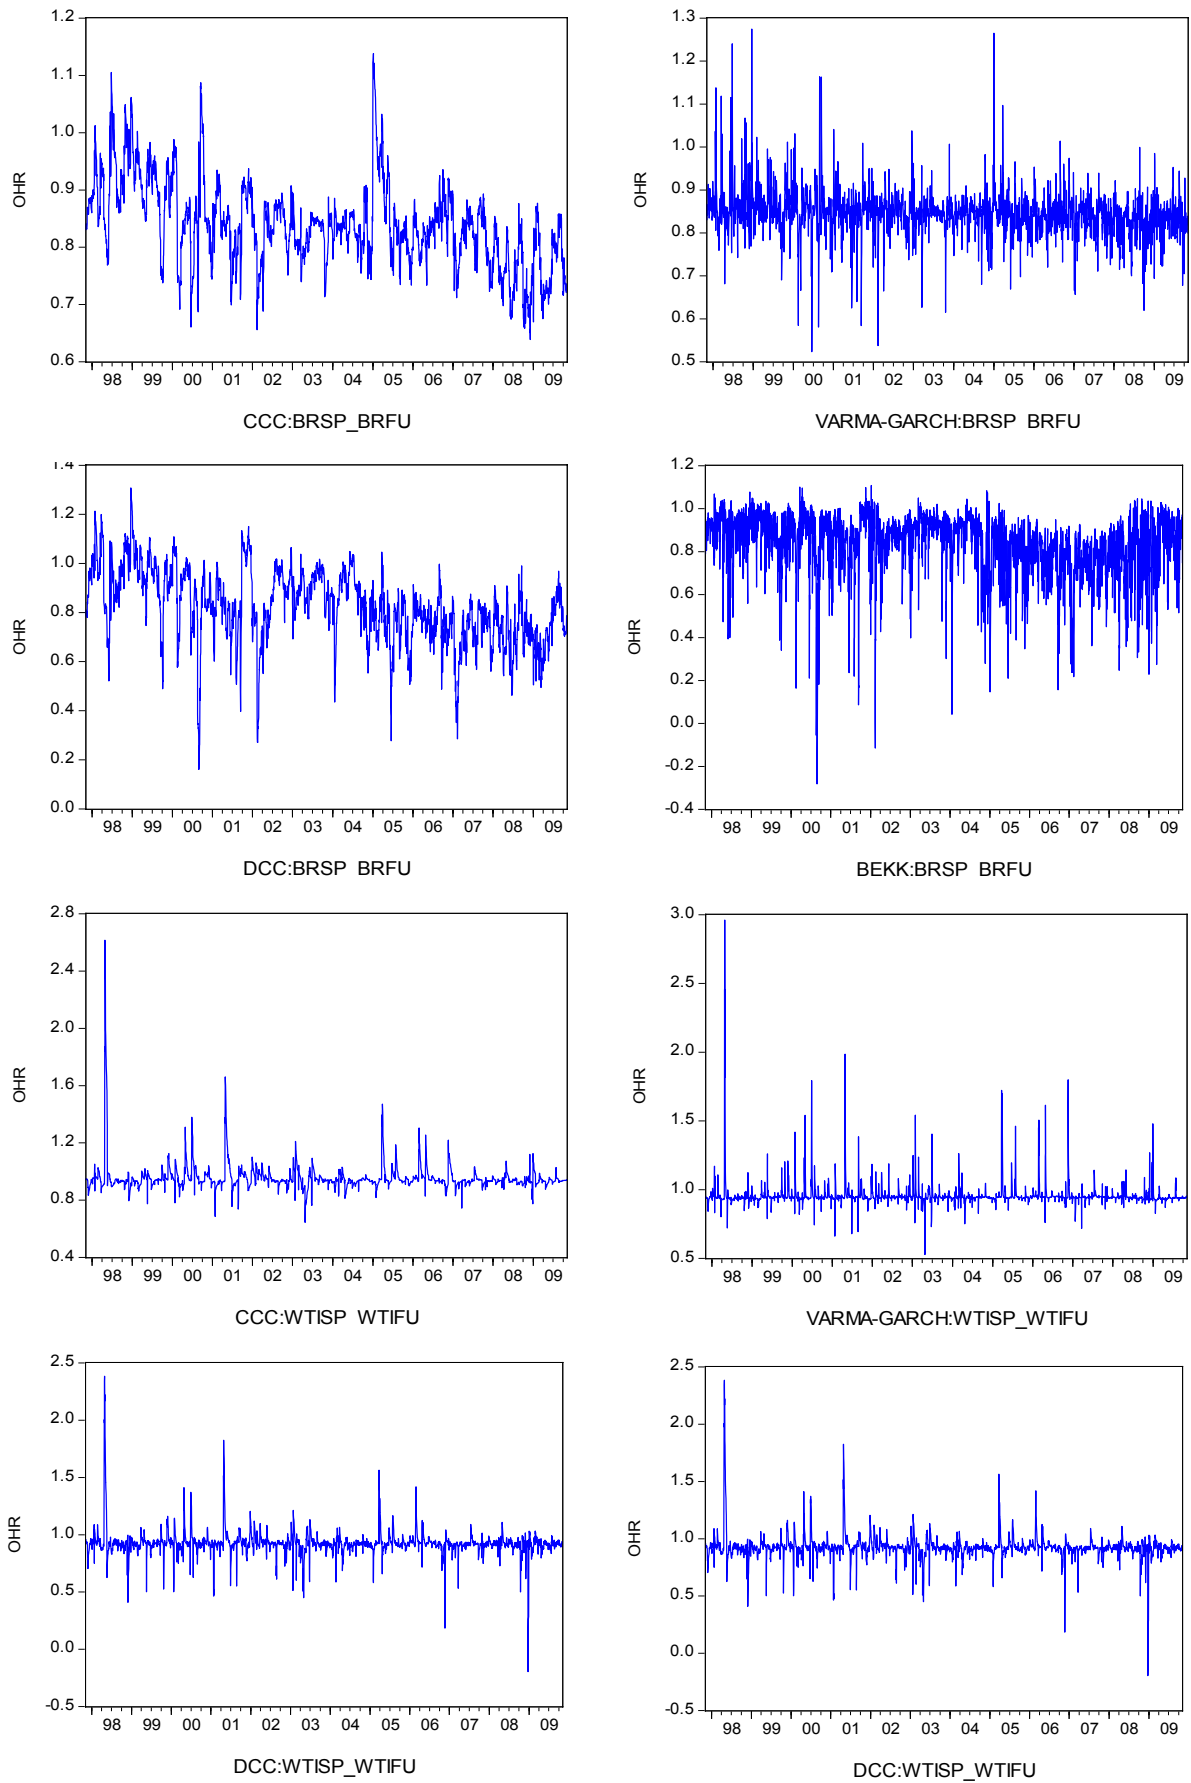 1.2
1.1
1.0
0.9
0.8
0.7
0.6
OHR
98 99 00 01 02 03 04 05 06 07 08 09
CCC:BRSP_BRFU
1.3
1.2
1.1
1.0
0.9
0.8
0.7
0.6
0.5
OHR
98 99 00 01 02 03 04 05 06 07 08 09
VARMA-GARCH:BRSP BRFU
1.4
1.2
1.0
0.8
0.6
0.4
0.2
0.0
OHR
98 99 00 01 02 03 04 05 06 07 08 09
DCC:BRSP BRFU
1.2
1.0
0.8
0.6
0.4
0.2
0.0
-0.2
-0.4
OHR
98 99 00 01 02 03 04 05 06 07 08 09
BEKK:BRSP BRFU
2.8
2.4
2.0
1.6
1.2
0.8
0.4
OHR
98 99 00 01 02 03 04 05 06 07 08 09
CCC:WTISP WTIFU
3.0
2.5
2.0
1.5
1.0
0.5
OHR
98 99 00 01 02 03 04 05 06 07 08 09
VARMA-GARCH:WTISP_WTIFU
2.5
2.0
1.5
1.0
0.5
0.0
-0.5
OHR
98 99 00 01 02 03 04 05 06 07 08 09
DCC:WTISP_WTIFU
2.5
2.0
1.5
1.0
0.5
0.0
-0.5
OHR
98 99 00 01 02 03 04 05 06 07 08 09
DCC:WTISP_WTIFU